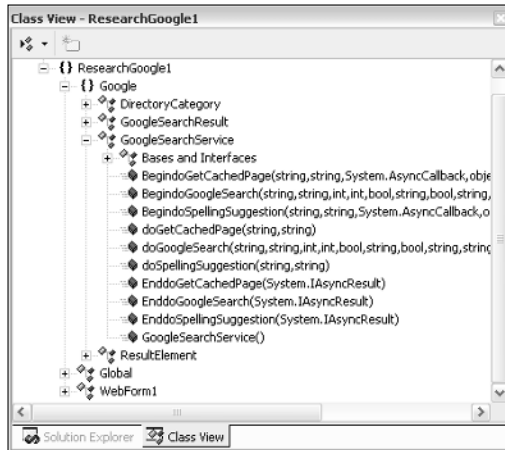 Class View - ResearchGoogle1
{} ResearchGoogle1
{} Google
DirectoryCategory
GoogleSearchResult
GoogleSearchService
Bases and Interfaces
BegindoGetCachedPage(string,string,System.AsyncCallback,obje
BegindoGoogleSearch(string,string,int,int,bool,string,bool,string,
BegindoSpellingSuggestion(string,string,System.AsyncCallback,o
doGetCachedPage(string,string)
doGoogleSearch(string,string,int,int,bool,string,bool,string,string
doSpellingSuggestion(string,string)
EnddoGetCachedPage(System.IAsyncResult)
EnddoGoogleSearch(System.IAsyncResult)
EnddoSpellingSuggestion(System.IAsyncResult)
GoogleSearchService()
ResultElement
Global
WebForm1
Solution Explorer Class View